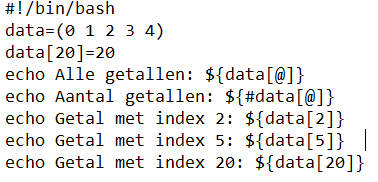 #!/bin/bash
data=(0 1 2 3 4)
data[20]=20
echo Alle getallen: ${data[@]}
echo Aantal getallen: ${#data[@]}
echo Getal met index 2: ${data[2]}
echo Getal met index 5: ${data[5]}
echo Getal met index 20: ${data[20]}